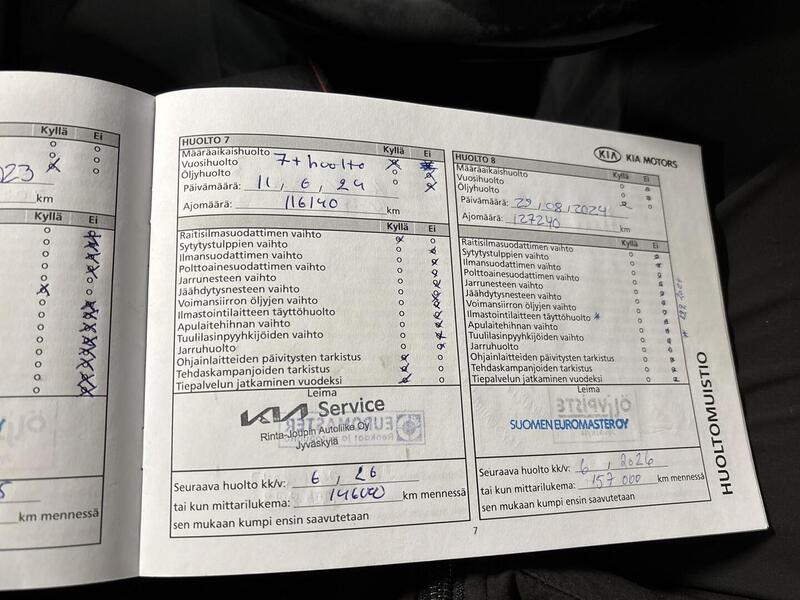 Kyllä Ei
023
km
Kyllä Ei
km mennessä
HUOLTO 7
Kyllä Ei
Määräaikaishuolto
Vuosihuolto 7+huolto
Öljyhuolto
Päivämäärä: 11, 6, 24
Ajomäärä: 116140 km
Kyllä Ei
Raitisilmasuodattimen vaihto
Sytytystulppien vaihto
Ilmansuodattimen vaihto
Polttoainesuodattimen vaihto
Jarrunesteen vaihto
Jäähdytysnesteen vaihto
Voimansiirron öljyjen vaihto
Ilmastointilaitteen täyttöhuolto
Apulaitehihnan vaihto
Tuulilasinpyyhkijöiden vaihto
Jarruhuolto
Ohjainlaitteiden päivitysten tarkistus
Tehdaskampanjoiden tarkistus
Tiepalvelun jatkaminen vuodeksi
Leima
KIA Service
Rinta-Joupin Autoliike Oy
Jyväskylä
EUROMASTER
Seuraava huolto kk/v: 6, 26
tai kun mittarilukema: 146000 km mennessä
sen mukaan kumpi ensin saavutetaan
KIA KIA MOTORS
HUOLTO 8
Kyllä Ei
Määräaikaishuolto
Vuosihuolto
Öljyhuolto
Päivämäärä: 29,08,2024
Ajomäärä: 127240 km
Kyllä Ei
Raitisilmasuodattimen vaihto
Sytytystulppien vaihto
Ilmansuodattimen vaihto
Polttoainesuodattimen vaihto
Jarrunesteen vaihto
Jäähdytysnesteen vaihto
Voimansiirron öljyjen vaihto
Ilmastointilaitteen täyttöhuolto *
Apulaitehihnan vaihto
Tuulilasinpyyhkijöiden vaihto
Jarruhuolto
Ohjainlaitteiden päivitysten tarkistus
Tehdaskampanjoiden tarkistus
Tiepalvelun jatkaminen vuodeksi
Leima
ÖLJYPISTE
SUOMEN EUROMASTER OY
Seuraava huolto kk/v: 6, 2026
tai kun mittarilukema: 157 000 km mennessä
sen mukaan kumpi ensin saavutetaan
HUOLTOMUISTIO
7